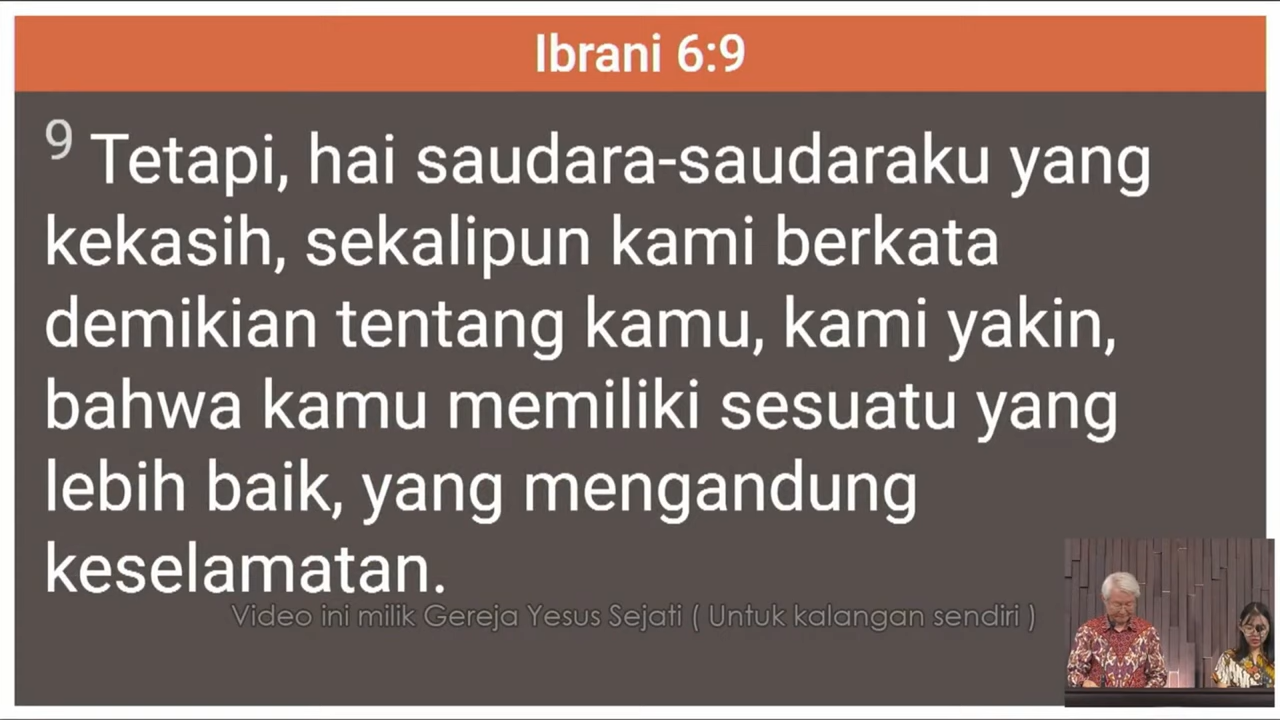 Ibrani 6:9
9 Tetapi, hai saudara-saudaraku yang
kekasih, sekalipun kami berkata
demikian tentang kamu, kami yakin,
bahwa kamu memiliki sesuatu yang
lebih baik, yang mengandung
keselamatan.
Video ini milik Gereja Yesus Sejati ( Untuk kalangan sendiri )